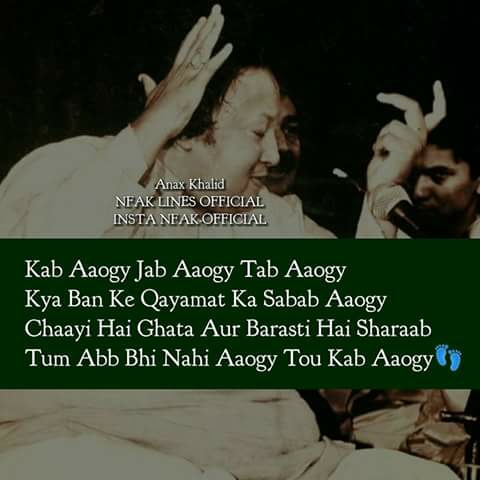 Anax Khalid
NFAK LINES OFFICIAL
INSTA NFAK-OFFICIAL
Kab Aaogy Jab Aaogy Tab Aaogy
Kya Ban Ke Qayamat Ka Sabab Aaogy
Chaayi Hai Ghata Aur Barasti Hai Sharaab
Tum Abb Bhi Nahi Aaogy Tou Kab Aaogy👣